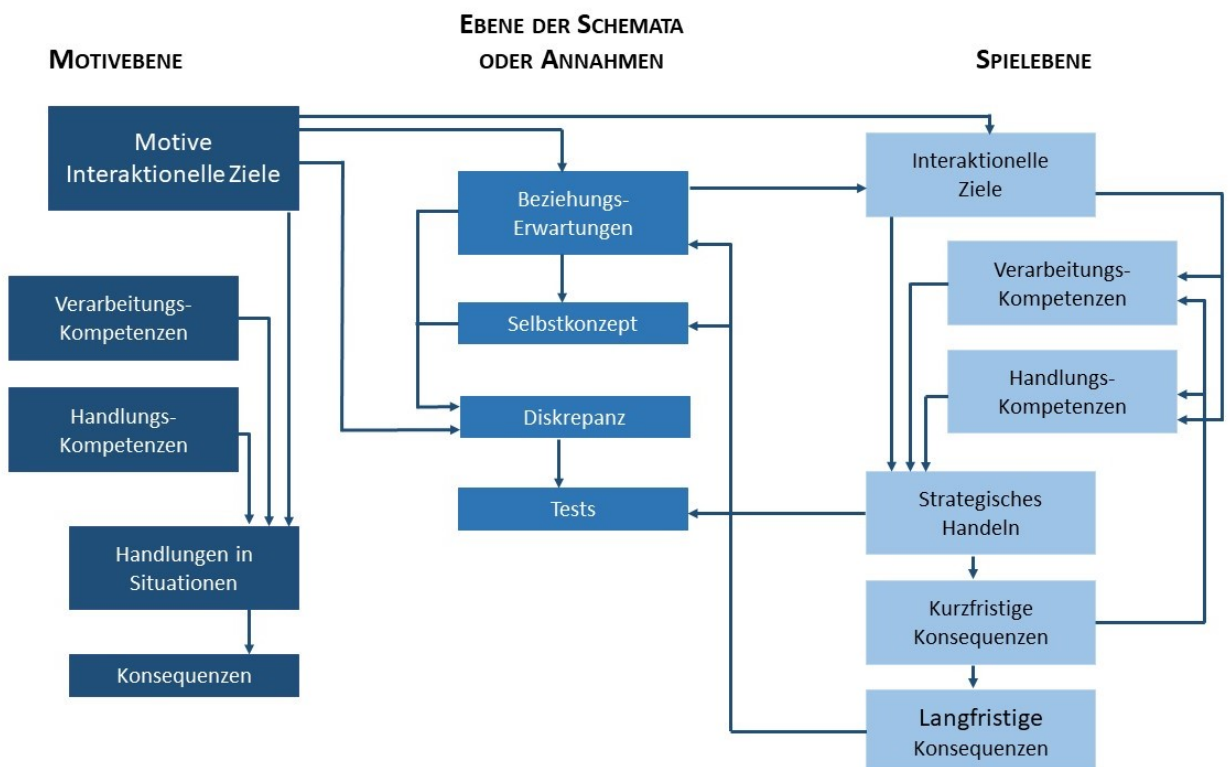 MOTIVEBENE
Motive
Interaktionelle Ziele
Verarbeitungs-
Kompetenzen
Handlungs-
Kompetenzen
Handlungen in
Situationen
Konsequenzen
EBENE DER SCHEMATA
ODER ANNAHMEN
Beziehungs-
Erwartungen
Selbstkonzept
Diskrepanz
Tests
SPIELEBENE
Interaktionelle
Ziele
Verarbeitungs-
Kompetenzen
Handlungs-
Kompetenzen
Strategisches
Handeln
Kurzfristige
Konsequenzen
Langfristige
Konsequenzen